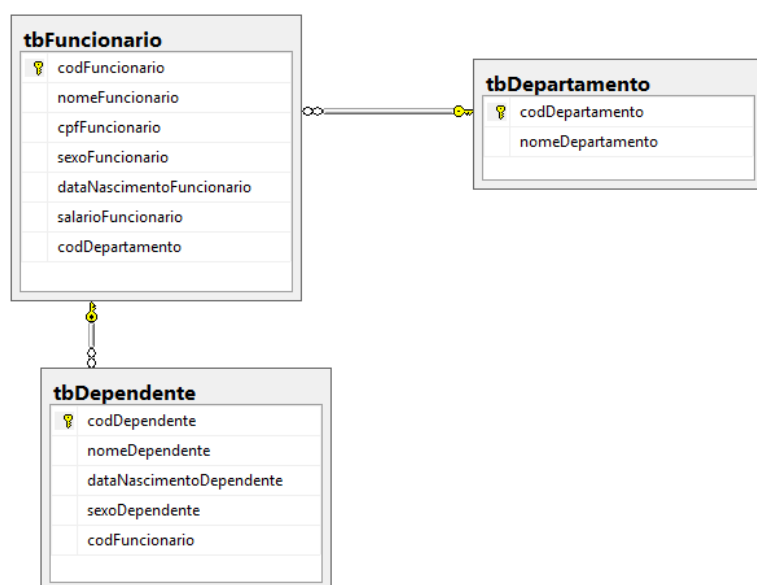 tbFuncionario
codFuncionario
nomeFuncionario
cpfFuncionario
sexoFuncionario
dataNascimentoFuncionario
salarioFuncionario
codDepartamento
tbDepartamento
codDepartamento
nomeDepartamento
tbDependente
codDependente
nomeDependente
dataNascimentoDependente
sexoDependente
codFuncionario